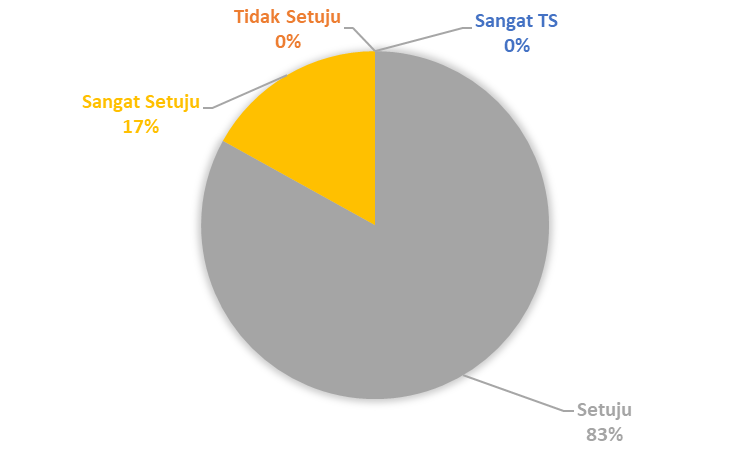 Tidak Setuju
0%
Sangat TS
0%
Sangat Setuju
17%
Setuju
83%